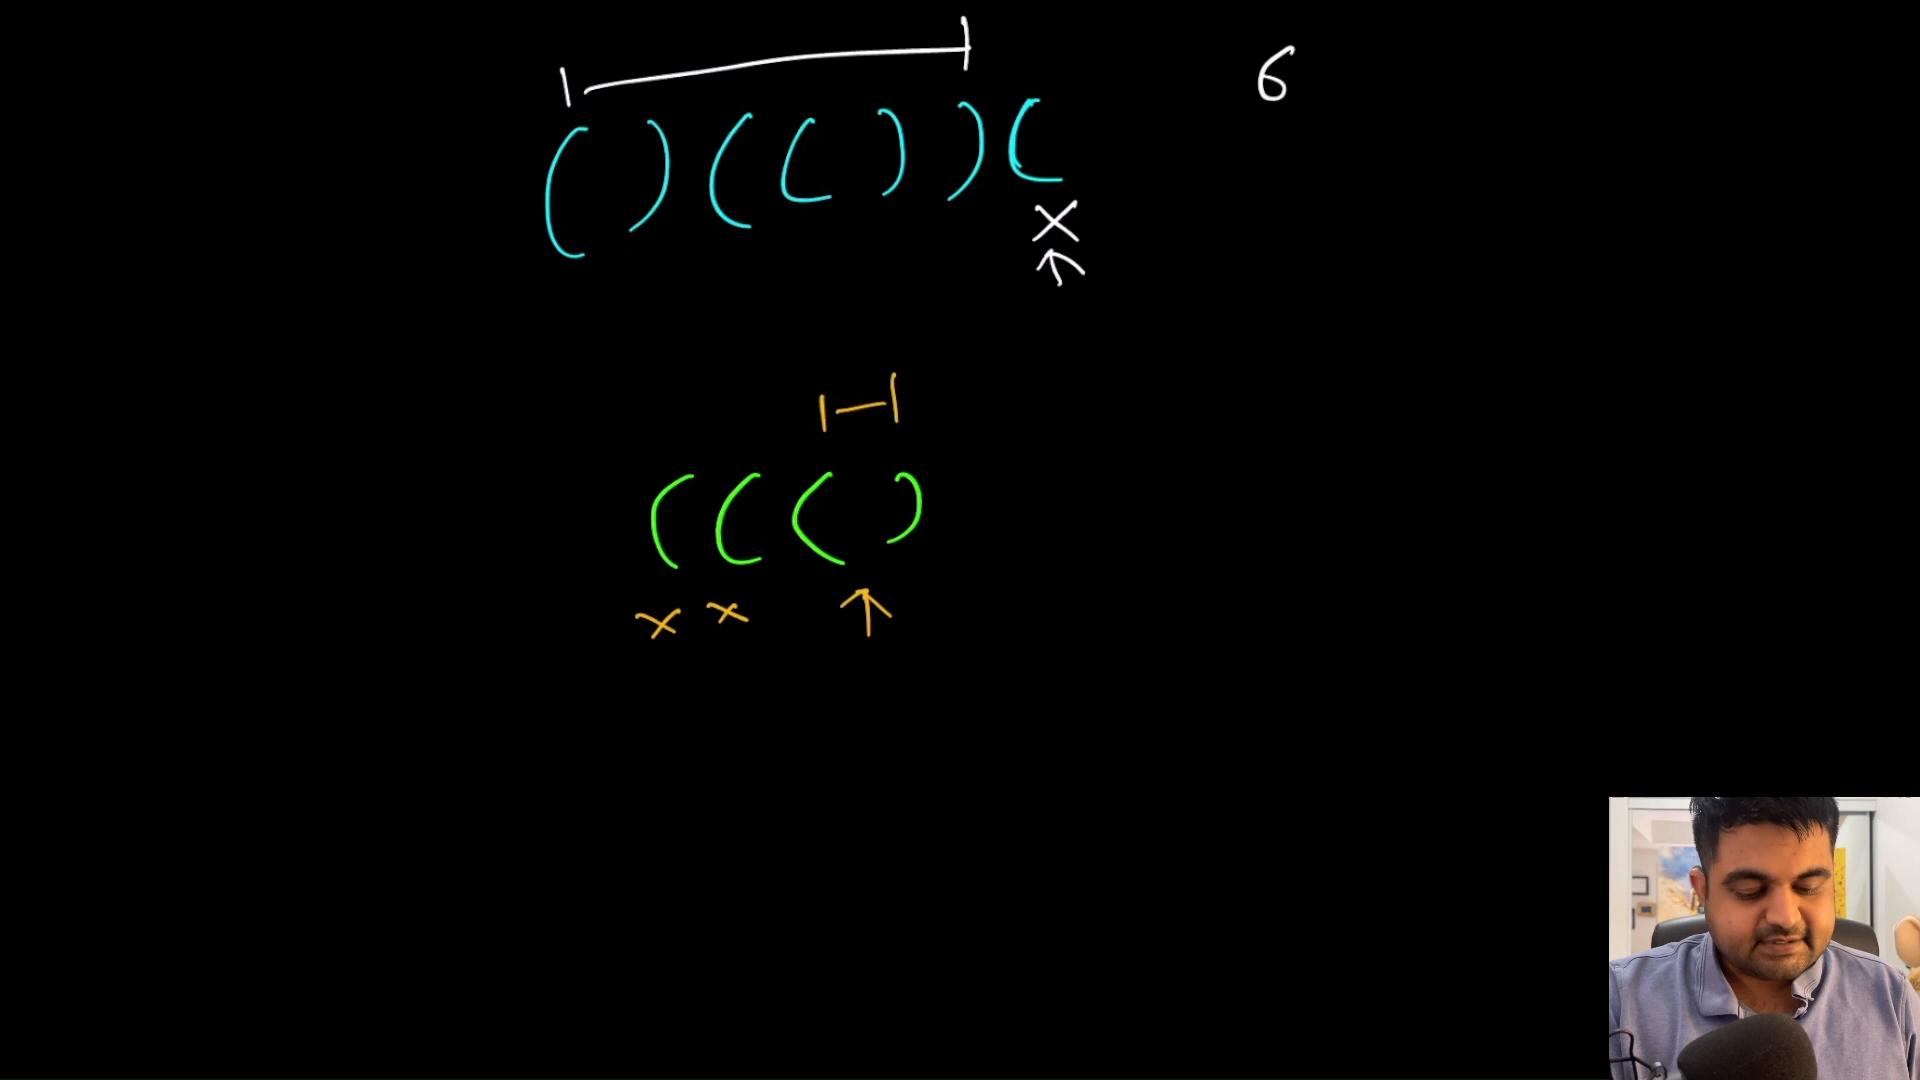 6
( ) ( ( ) ) (
x
( ( ( )
x x